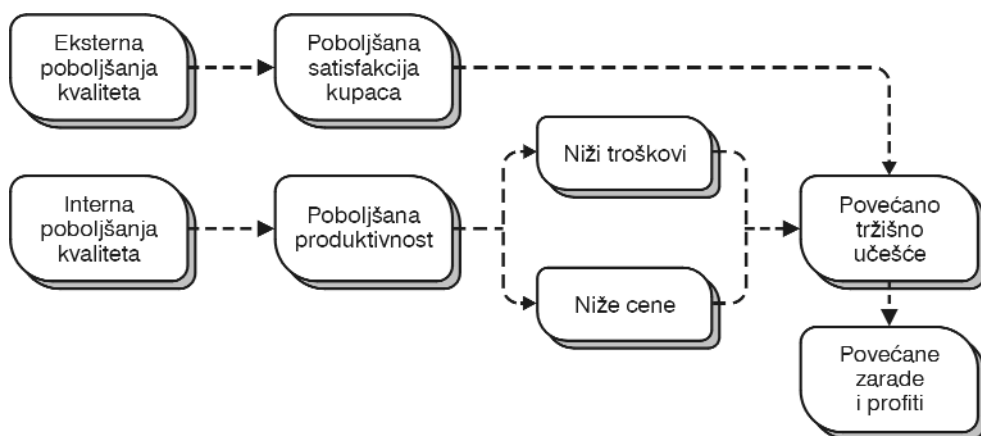 Eksterna
poboljšanja
kvaliteta
Poboljšana
satisfakcija
kupaca
Interna
poboljšanja
kvaliteta
Poboljšana
produktivnost
Niži troškovi
Niže cene
Povećano
tržišno
učešće
Povećane
zarade
i profiti